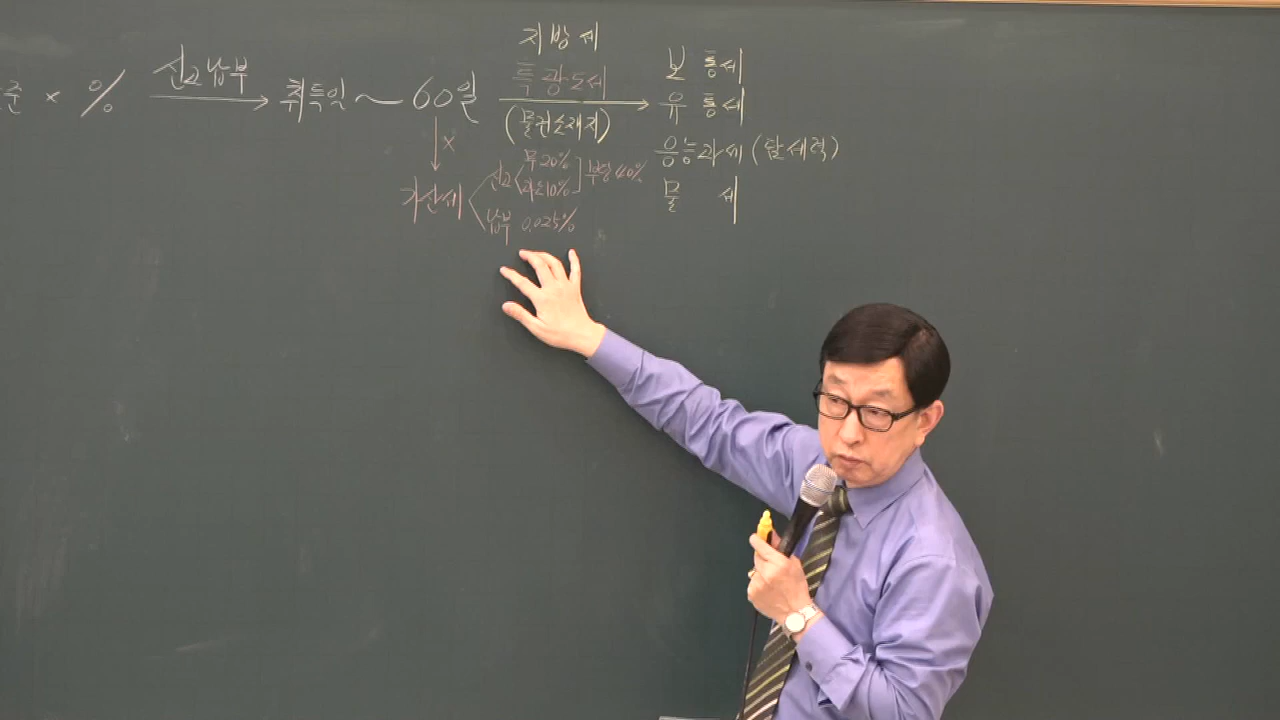 준 × % 신고납부 → 취득일 ~ 60일
지방세
특광도세
(물건소재지)
↓ ×
가산세
신고 무 20%
과소 10%
부당 40%
납부 0.025%
보통세
유통세
응능과세 (담세력)
물세